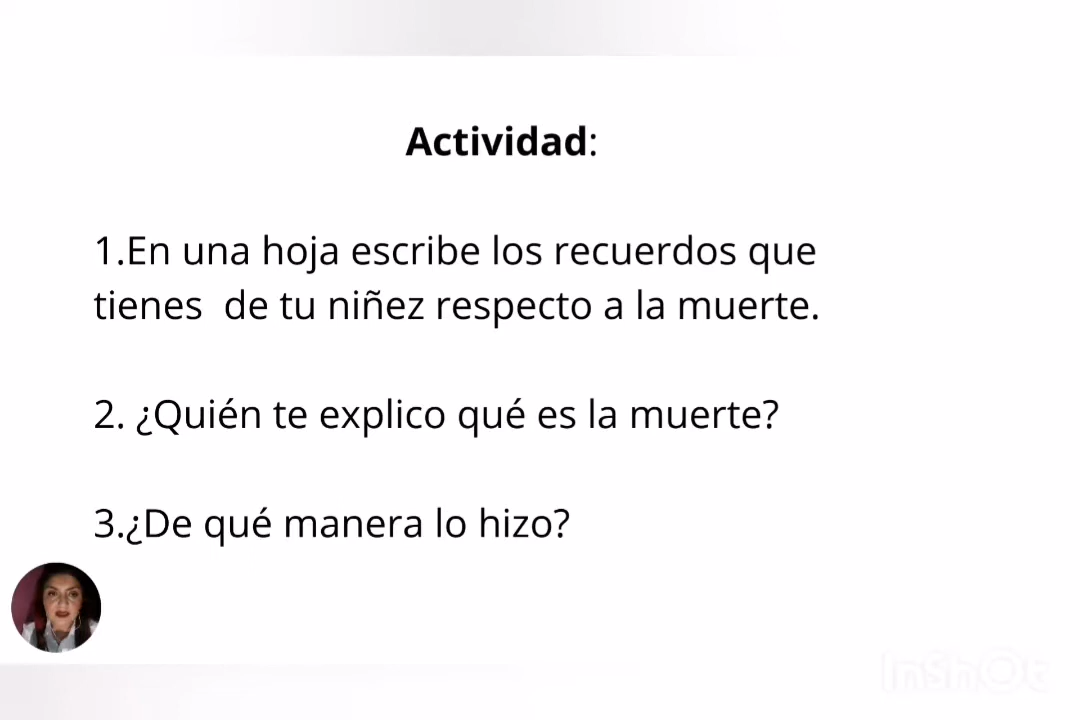 Actividad:
1.En una hoja escribe los recuerdos que
tienes de tu niñez respecto a la muerte.
2. ¿Quién te explico qué es la muerte?
3.¿De qué manera lo hizo?
InShOt